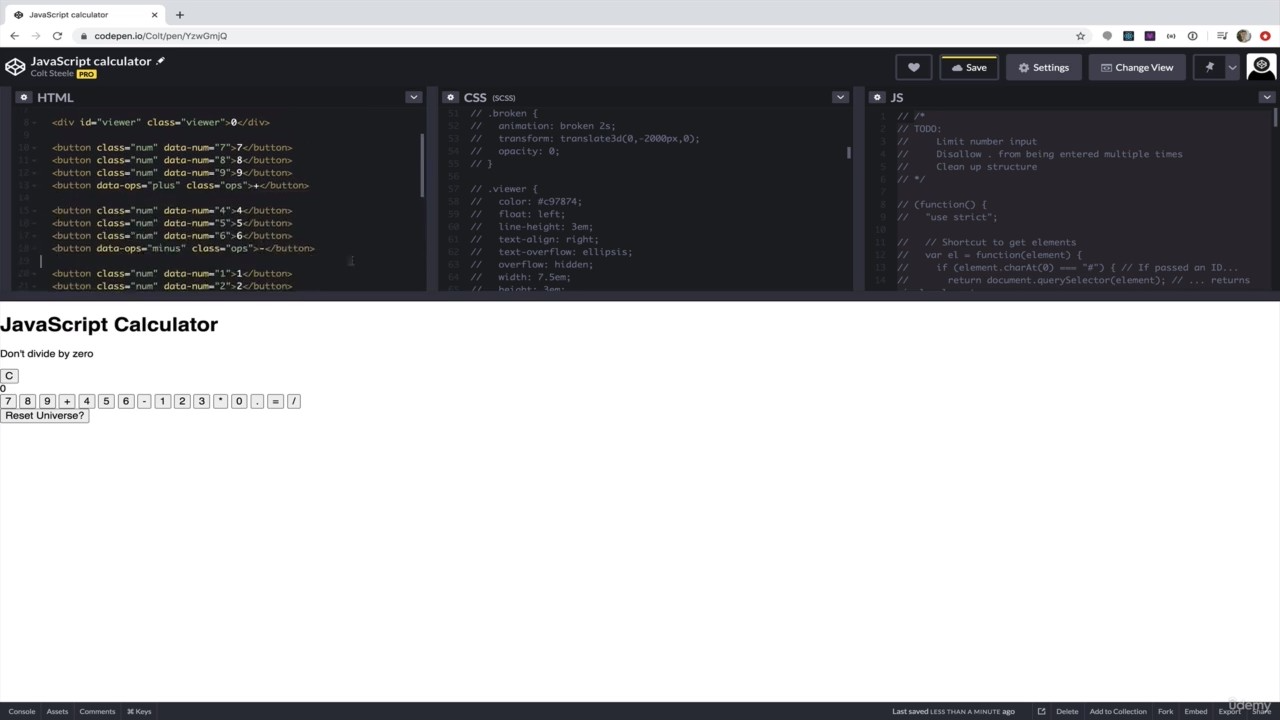 JavaScript calculator
codepen.io/Colt/pen/YzwGmjQ
JavaScript calculator
Colt Steele PRO
Save
Settings
Change View
HTML
8 <div id="viewer" class="viewer">0</div>
9
10 <button class="num" data-num="7">7</button>
11 <button class="num" data-num="8">8</button>
12 <button class="num" data-num="9">9</button>
13 <button data-ops="plus" class="ops">+</button>
14
15 <button class="num" data-num="4">4</button>
16 <button class="num" data-num="5">5</button>
17 <button class="num" data-num="6">6</button>
18 <button data-ops="minus" class="ops">-</button>
19
20 <button class="num" data-num="1">1</button>
21 <button class="num" data-num="2">2</button>
CSS (SCSS)
51 // .broken {
52 // animation: broken 2s;
53 // transform: translate3d(0,-2000px,0);
54 // opacity: 0;
55 // }
56
57 // .viewer {
58 // color: #c97874;
59 // float: left;
60 // line-height: 3em;
61 // text-align: right;
62 // text-overflow: ellipsis;
63 // overflow: hidden;
64 // width: 7.5em;
65 // height: 3em;
JS
1 // /*
2 // TODO:
3 // Limit number input
4 // Disallow . from being entered multiple times
5 // Clean up structure
6 // */
7
8 // (function() {
9 // "use strict";
10
11 // // Shortcut to get elements
12 // var el = function(element) {
13 // if (element.charAt(0) === "#") { // If passed an ID...
14 // return document.querySelector(element); // ... returns
JavaScript Calculator
Don't divide by zero
C
0
7 8 9 + 4 5 6 - 1 2 3 * 0 . = /
Reset Universe?
Console Assets Comments ⌘ Keys
Last saved LESS THAN A MINUTE ago
Delete Add to Collection Fork Embed Export Share
udemy